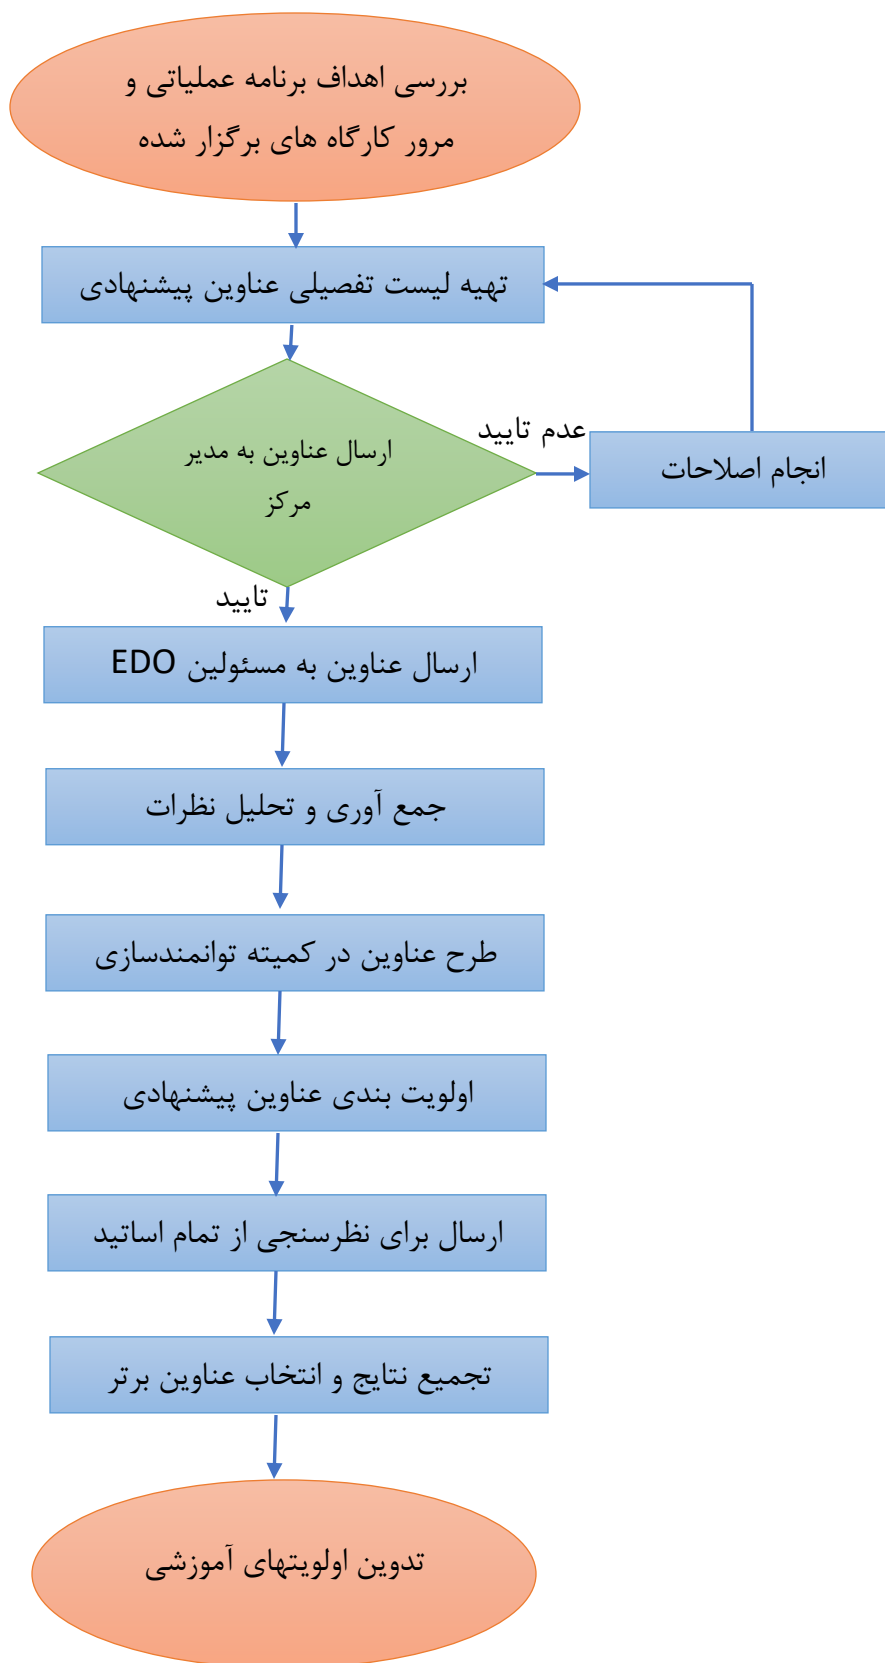 بررسی اهداف برنامه عملیاتی و
مرور کارگاه های برگزار شده
تهیه لیست تفصیلی عناوین پیشنهادی
ارسال عناوین به مدیر
مرکز
عدم تایید
انجام اصلاحات
تایید
ارسال عناوین به مسئولین EDO
جمع آوری و تحلیل نظرات
طرح عناوین در کمیته توانمندسازی
اولویت بندی عناوین پیشنهادی
ارسال برای نظرسنجی از تمام اساتید
تجمیع نتایج و انتخاب عناوین برتر
تدوین اولویتهای آموزشی